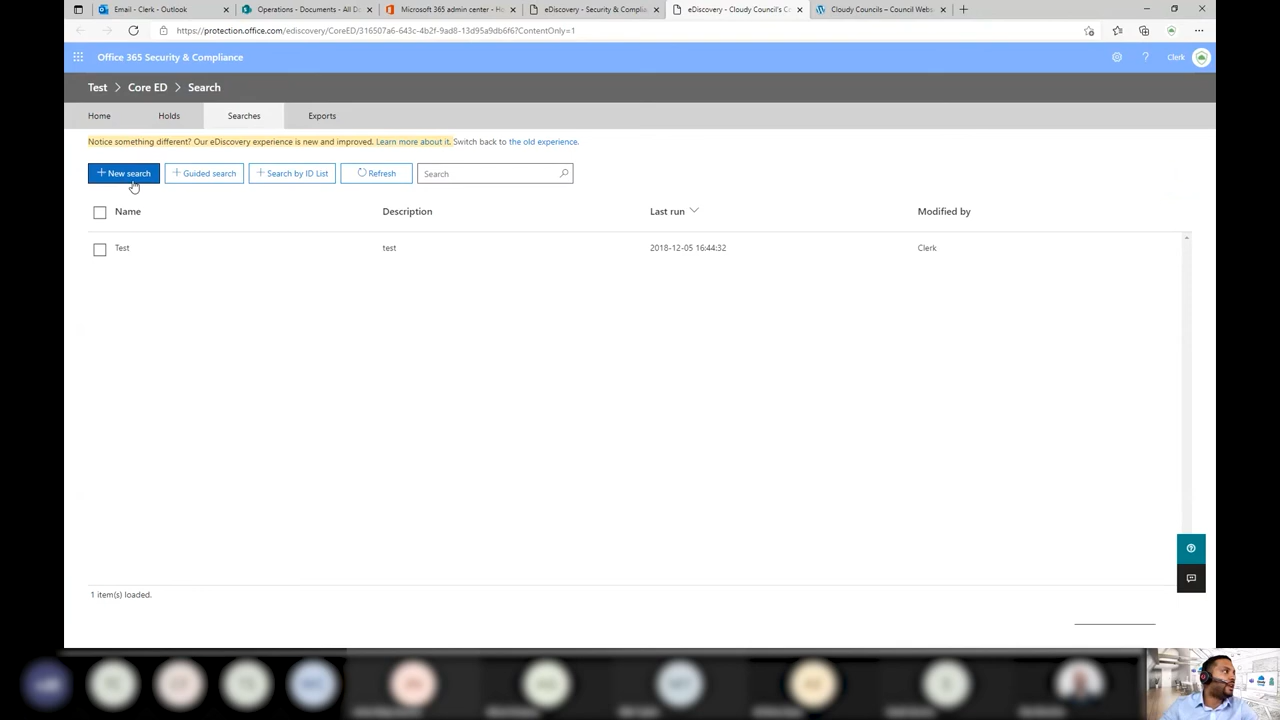 Email - Clerk - Outlook
Operations - Documents - All Do
Microsoft 365 admin center - Ho
eDiscovery - Security & Complian
eDiscovery - Cloudy Council's Co
Cloudy Councils – Council Webs
https://protection.office.com/ediscovery/CoreED/316507a6-643c-4b2f-9ad8-13d95a9db6f6?ContentOnly=1
Office 365 Security & Compliance
? Clerk
Test > Core ED > Search
Home Holds Searches Exports
Notice something different? Our eDiscovery experience is new and improved. Learn more about it. Switch back to the old experience.
+ New search + Guided search + Search by ID List Refresh Search
Name Description Last run Modified by
Test test 2018-12-05 16:44:32 Clerk
1 item(s) loaded.